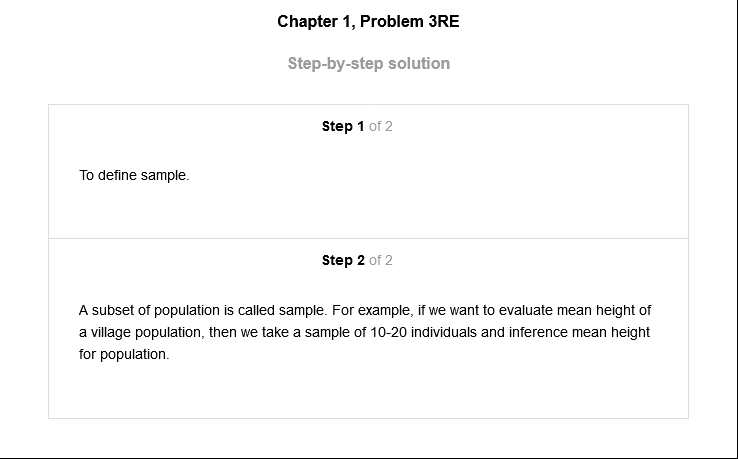 Chapter 1, Problem 3RE
Step-by-step solution
Step 1 of 2
To define sample.
Step 2 of 2
A subset of population is called sample. For example, if we want to evaluate mean height of
a village population, then we take a sample of 10-20 individuals and inference mean height
for population.